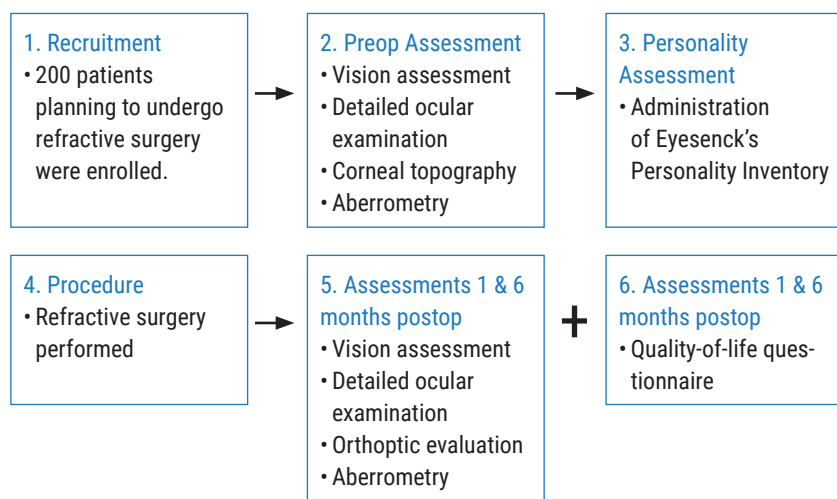 1. Recruitment
• 200 patients
planning to undergo
refractive surgery
were enrolled.
2. Preop Assessment
• Vision assessment
• Detailed ocular
examination
• Corneal topography
• Aberrometry
3. Personality
Assessment
• Administration
of Eyesenck's
Personality Inventory
4. Procedure
• Refractive surgery
performed
5. Assessments 1 & 6
months postop
• Vision assessment
• Detailed ocular
examination
• Orthoptic evaluation
• Aberrometry
+
6. Assessments 1 & 6
months postop
• Quality-of-life ques-
tionnaire